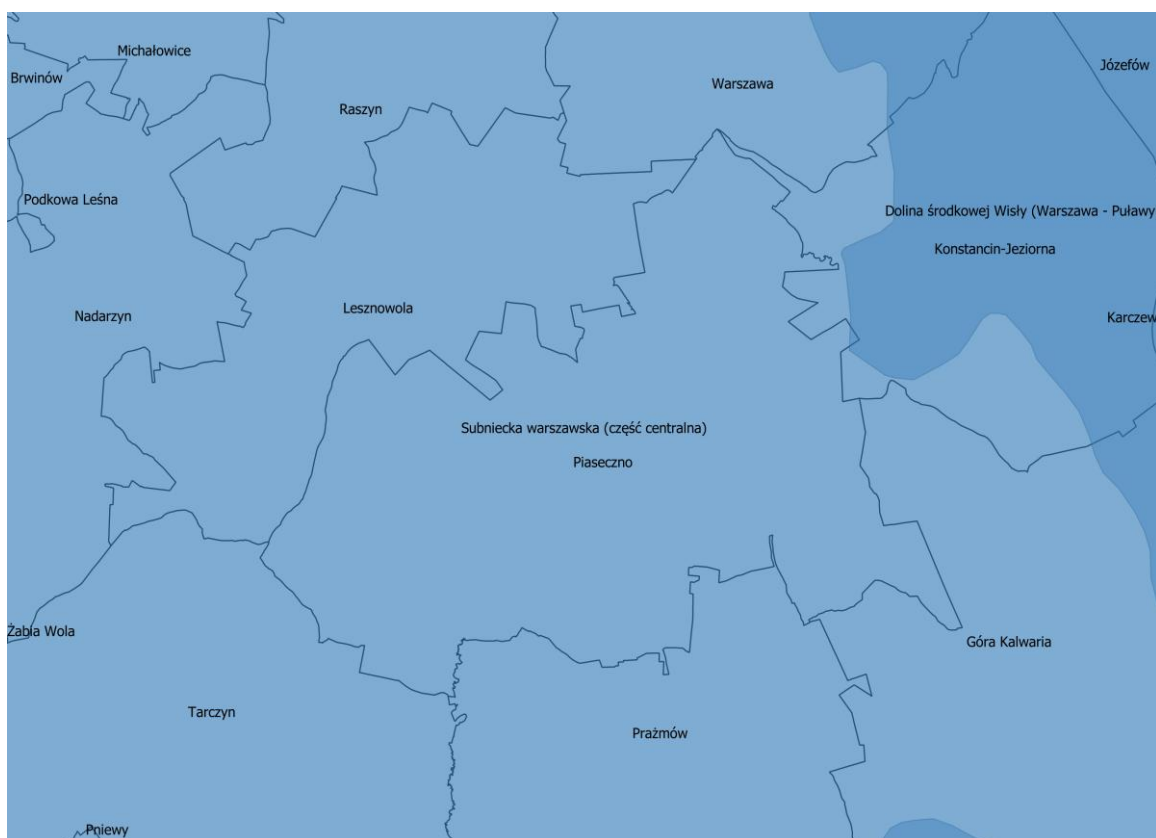 Michałowice
Brwinów
Józefów
Warszawa
Raszyn
Podkowa Leśna
Dolina środkowej Wisły (Warszawa - Puławy
Konstancin-Jeziorna
Lesznowola
Nadarzyn
Karczew
Subniecka warszawska (część centralna)
Piaseczno
Żabia Wola
Góra Kalwaria
Tarczyn
Prażmów
Pniewy